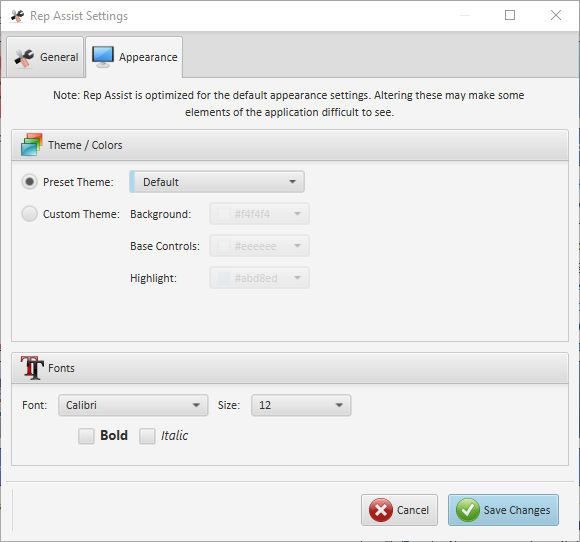 Rep Assist Settings
General
Appearance
Note: Rep Assist is optimized for the default appearance settings. Altering these may make some
elements of the application difficult to see.
Theme / Colors
Preset Theme: Default
Custom Theme: Background: #f4f4f4
Base Controls: #eeeeee
Highlight: #abd8ed
Fonts
Font: Calibri Size: 12
Bold Italic
Cancel Save Changes